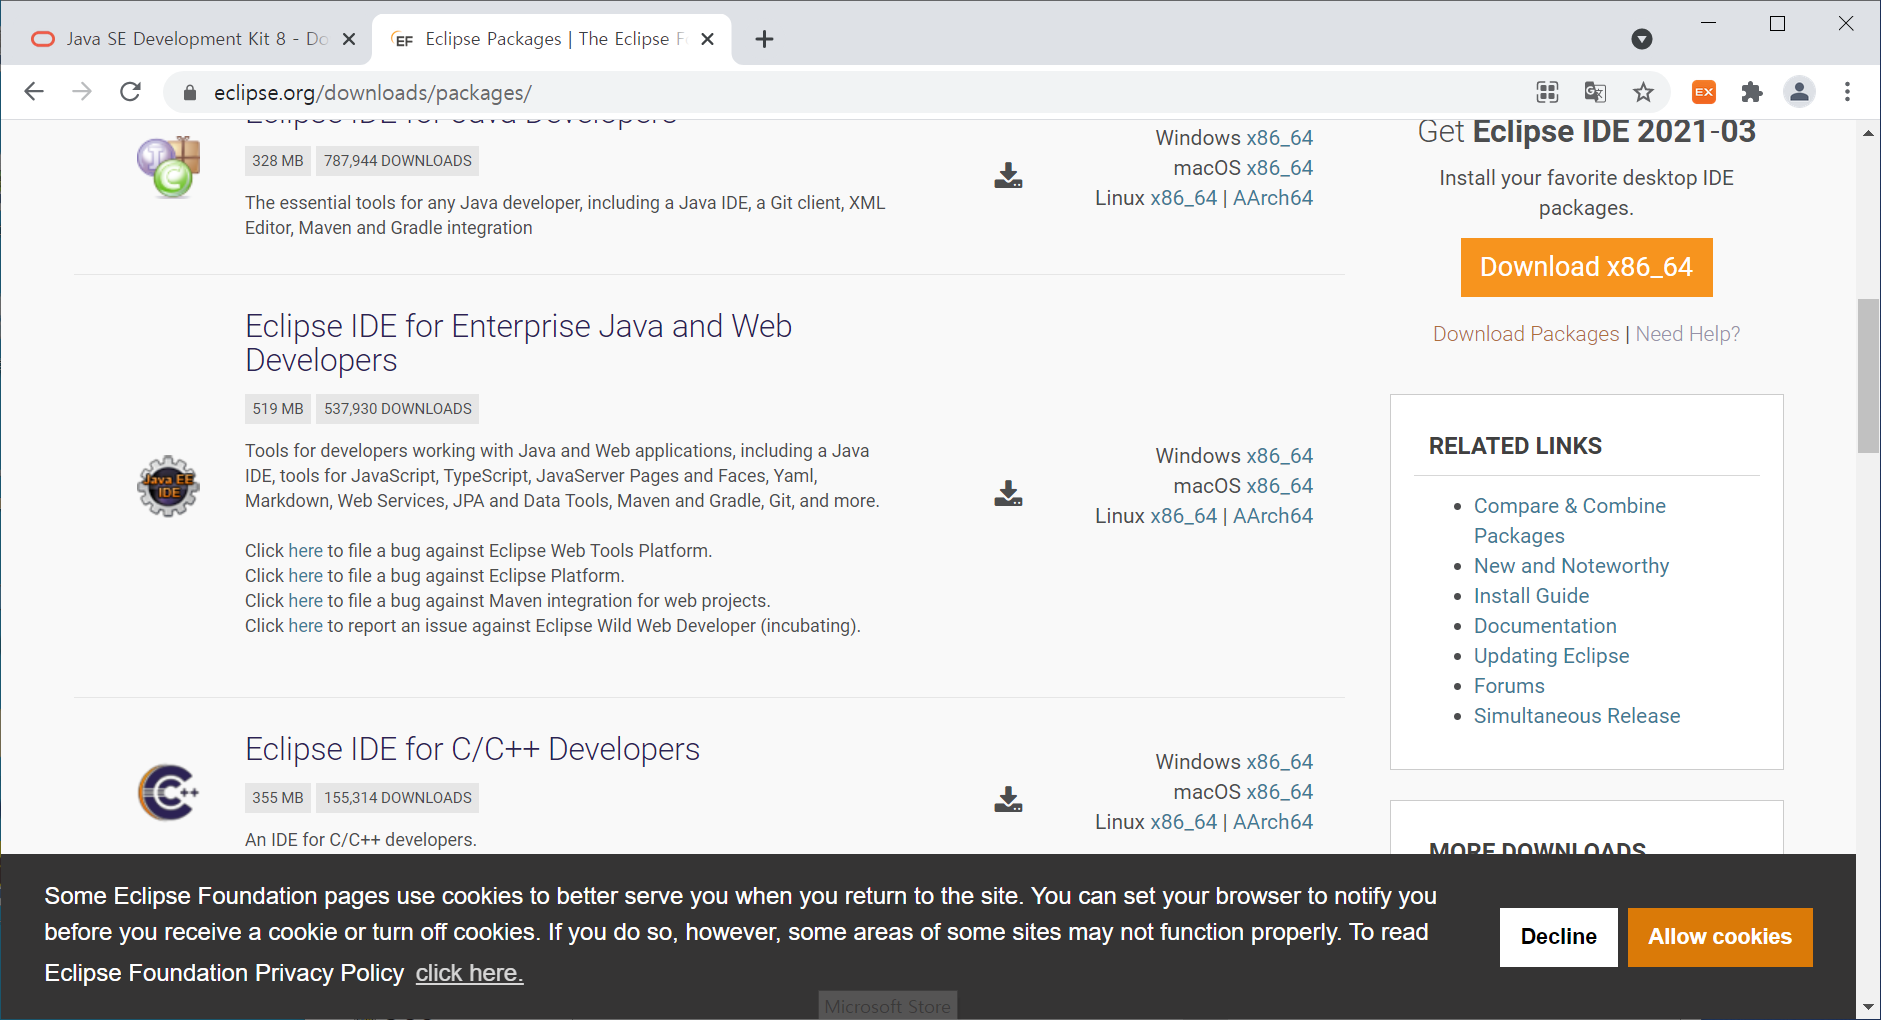 Java SE Development Kit 8 - Do
EF Eclipse Packages | The Eclipse F
eclipse.org/downloads/packages/
EX
Eclipse IDE for Java Developers
328 MB 787,944 DOWNLOADS
The essential tools for any Java developer, including a Java IDE, a Git client, XML
Editor, Maven and Gradle integration
Windows x86_64
macOS x86_64
Linux x86_64 | AArch64
Eclipse IDE for Enterprise Java and Web
Developers
519 MB 537,930 DOWNLOADS
Java EE
IDE
Tools for developers working with Java and Web applications, including a Java
IDE, tools for JavaScript, TypeScript, JavaServer Pages and Faces, Yaml,
Markdown, Web Services, JPA and Data Tools, Maven and Gradle, Git, and more.
Click here to file a bug against Eclipse Web Tools Platform.
Click here to file a bug against Eclipse Platform.
Click here to file a bug against Maven integration for web projects.
Click here to report an issue against Eclipse Wild Web Developer (incubating).
Windows x86_64
macOS x86_64
Linux x86_64 | AArch64
Eclipse IDE for C/C++ Developers
355 MB 155,314 DOWNLOADS
An IDE for C/C++ developers.
C++
Windows x86_64
macOS x86_64
Linux x86_64 | AArch64
Get Eclipse IDE 2021-03
Install your favorite desktop IDE
packages.
Download x86_64
Download Packages | Need Help?
RELATED LINKS
Compare & Combine
Packages
New and Noteworthy
Install Guide
Documentation
Updating Eclipse
Forums
Simultaneous Release
MORE DOWNLOADS
Some Eclipse Foundation pages use cookies to better serve you when you return to the site. You can set your browser to notify you
before you receive a cookie or turn off cookies. If you do so, however, some areas of some sites may not function properly. To read
Eclipse Foundation Privacy Policy click here.
Decline
Allow cookies
Microsoft Store